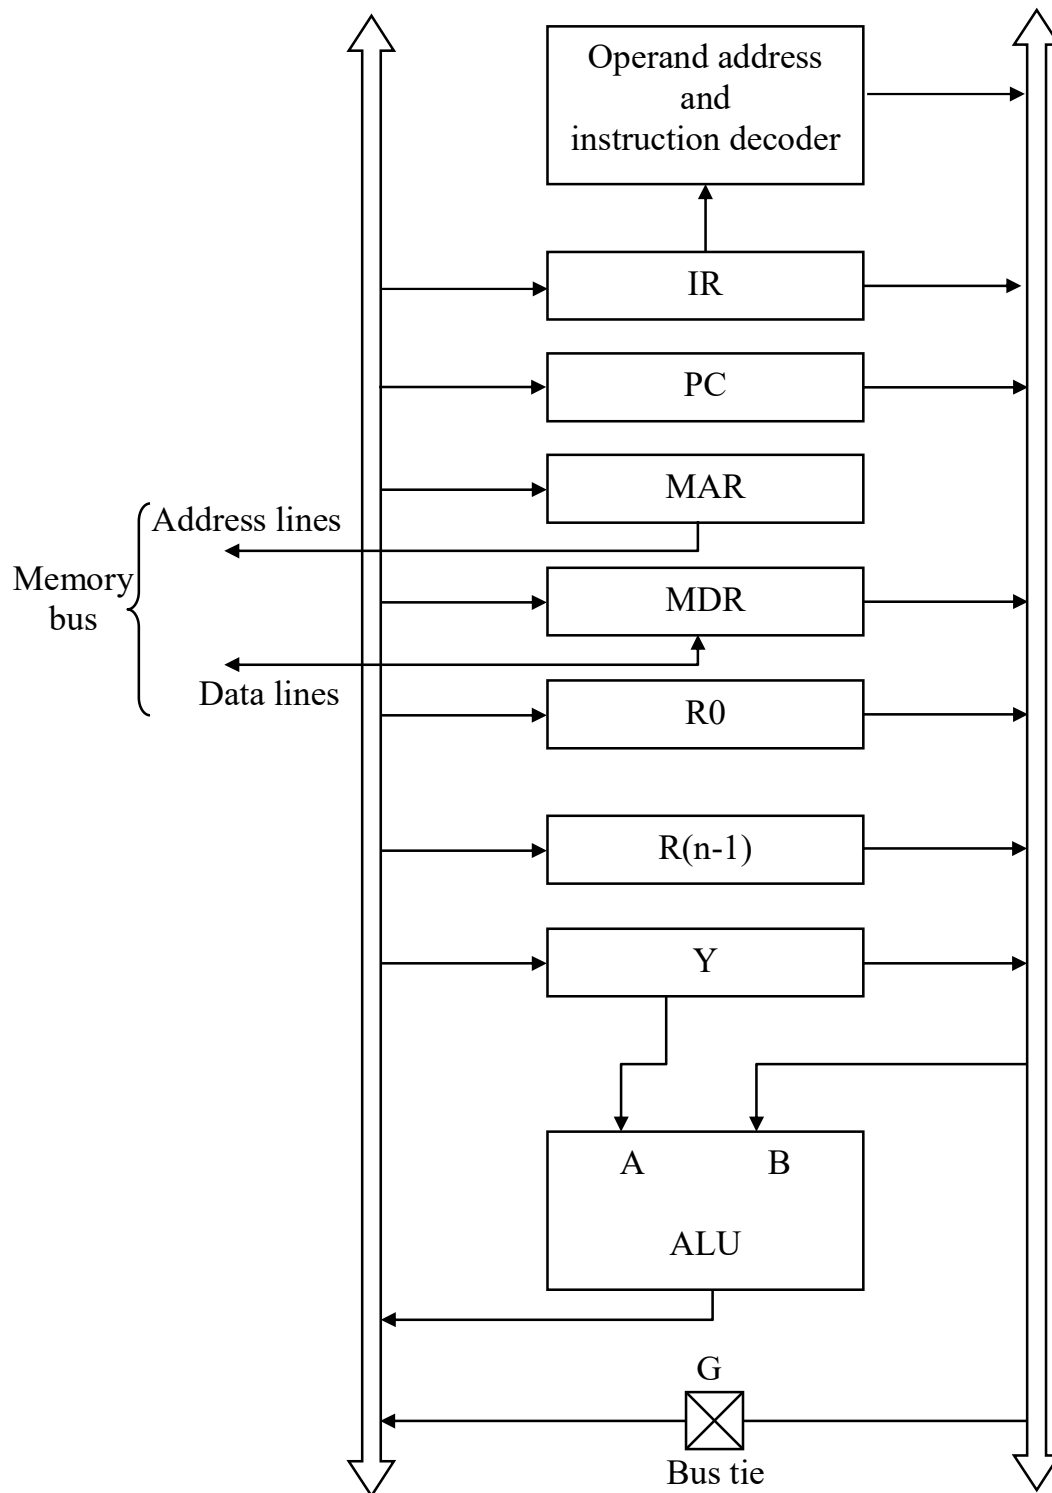 Operand address
and
instruction decoder
IR
PC
MAR
Address lines
Memory
bus
MDR
Data lines
R0
R(n-1)
Y
A B
ALU
G
Bus tie